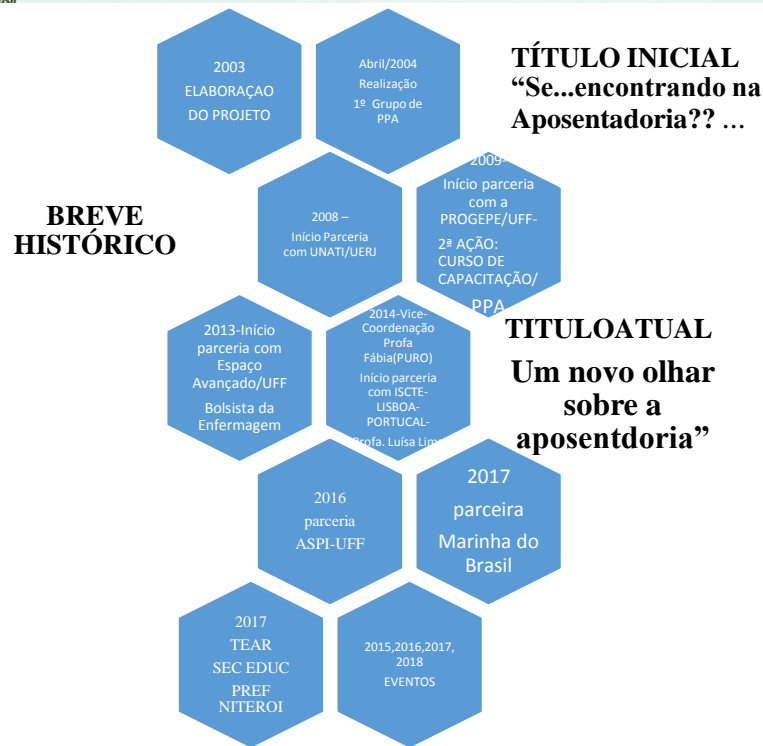 2003
ELABORAÇAO
DO PROJETO
Abril/2004
Realização
1º Grupo de
PPA
TÍTULO INICIAL
“Se...encontrando na
Aposentadoria?? …
BREVE
HISTÓRICO
2008 –
Início Parceria
com UNATI/UERJ
2009-
Início parceria
com a
PROGEPE/UFF-
2ª AÇÃO:
CURSO DE
CAPACITAÇÃO/
PPA
2013-Início
parceria com
Espaço
Avançado/UFF
Bolsista da
Enfermagem
2014-Vice-
Coordenação
Profa
Fábia(PURO)
Início parceria
com ISCTE-
LISBOA-
PORTUCAL-
Profa. Luísa Lima
TITULOATUAL
Um novo olhar
sobre a
aposentdoria”
2016
parceria
ASPI-UFF
2017
parceira
Marinha do
Brasil
2017
TEAR
SEC EDUC
PREF
NITEROI
2015,2016,2017,
2018
EVENTOS